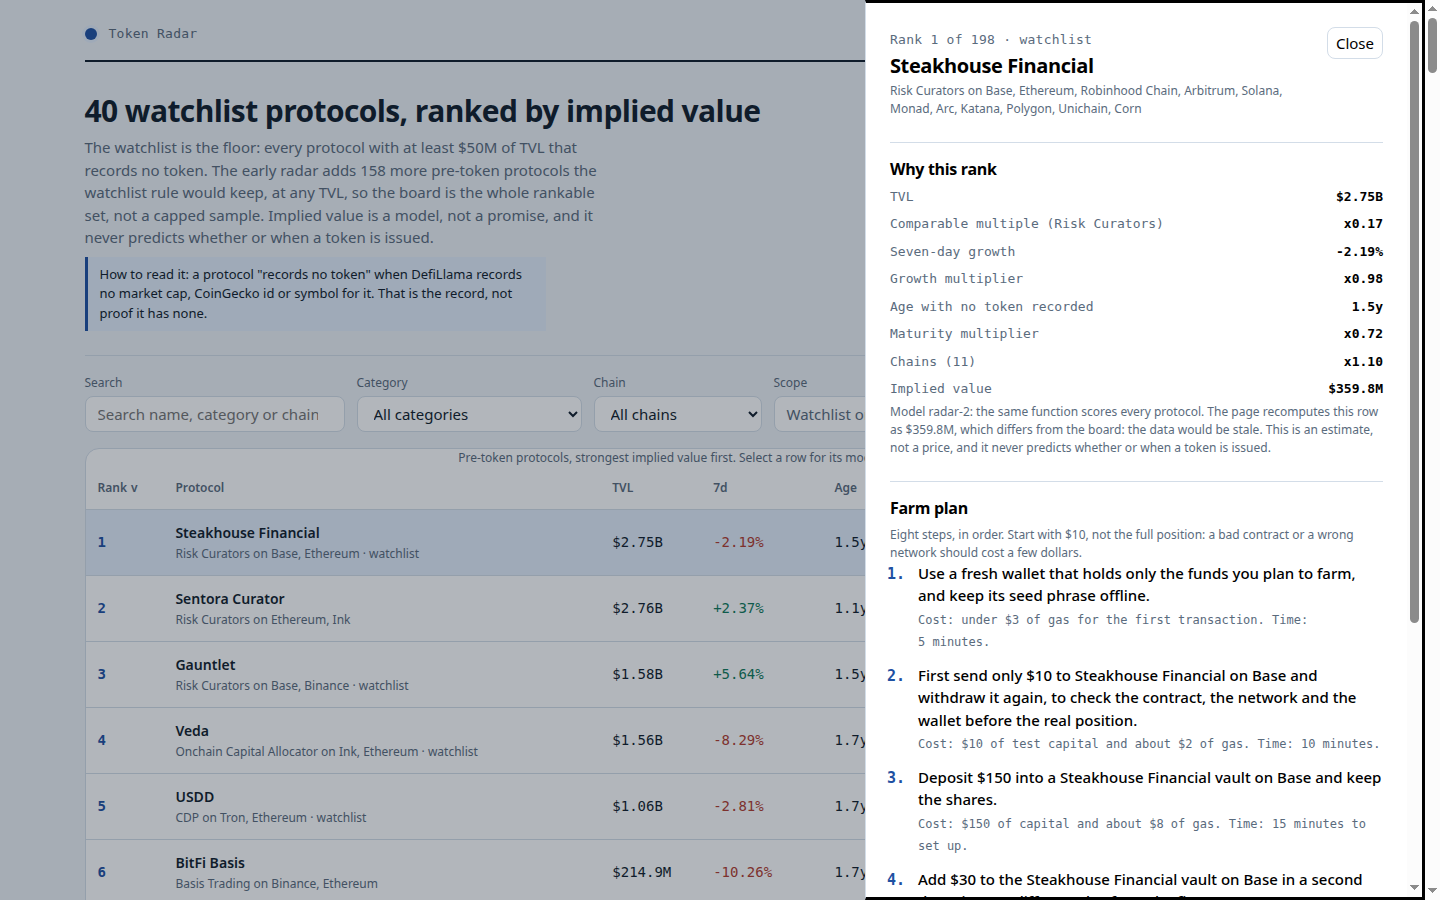 Token Radar
40 watchlist protocols, ranked by implied value
The watchlist is the floor: every protocol with at least $50M of TVL that
records no token. The early radar adds 158 more pre-token protocols the
watchlist rule would keep, at any TVL, so the board is the whole rankable
set, not a capped sample. Implied value is a model, not a promise, and it
never predicts whether or when a token is issued.
How to read it: a protocol "records no token" when DefiLlama records
no market cap, CoinGecko id or symbol for it. That is the record, not
proof it has none.
Search Category Chain Scope
Search name, category or chain All categories All chains Watchlist o
Pre-token protocols, strongest implied value first. Select a row for its mo
Rank v Protocol TVL 7d Age
1 Steakhouse Financial $2.75B -2.19% 1.5y
Risk Curators on Base, Ethereum · watchlist
2 Sentora Curator $2.76B +2.37% 1.1y
Risk Curators on Ethereum, Ink
3 Gauntlet $1.58B +5.64% 1.5y
Risk Curators on Base, Binance · watchlist
4 Veda $1.56B -8.29% 1.7y
Onchain Capital Allocator on Ink, Ethereum · watchlist
5 USDD $1.06B -2.81% 1.7y
CDP on Tron, Ethereum · watchlist
6 BitFi Basis $214.9M -10.26% 1.7y
Basis Trading on Binance, Ethereum
Rank 1 of 198 · watchlist
Close
Steakhouse Financial
Risk Curators on Base, Ethereum, Robinhood Chain, Arbitrum, Solana,
Monad, Arc, Katana, Polygon, Unichain, Corn
Why this rank
TVL $2.75B
Comparable multiple (Risk Curators) x0.17
Seven-day growth -2.19%
Growth multiplier x0.98
Age with no token recorded 1.5y
Maturity multiplier x0.72
Chains (11) x1.10
Implied value $359.8M
Model radar-2: the same function scores every protocol. The page recomputes this row
as $359.8M, which differs from the board: the data would be stale. This is an estimate,
not a price, and it never predicts whether or when a token is issued.
Farm plan
Eight steps, in order. Start with $10, not the full position: a bad contract or a wrong
network should cost a few dollars.
1. Use a fresh wallet that holds only the funds you plan to farm,
and keep its seed phrase offline.
Cost: under $3 of gas for the first transaction. Time:
5 minutes.
2. First send only $10 to Steakhouse Financial on Base and
withdraw it again, to check the contract, the network and the
wallet before the real position.
Cost: $10 of test capital and about $2 of gas. Time: 10 minutes.
3. Deposit $150 into a Steakhouse Financial vault on Base and keep
the shares.
Cost: $150 of capital and about $8 of gas. Time: 15 minutes to
set up.
4. Add $30 to the Steakhouse Financial vault on Base in a second